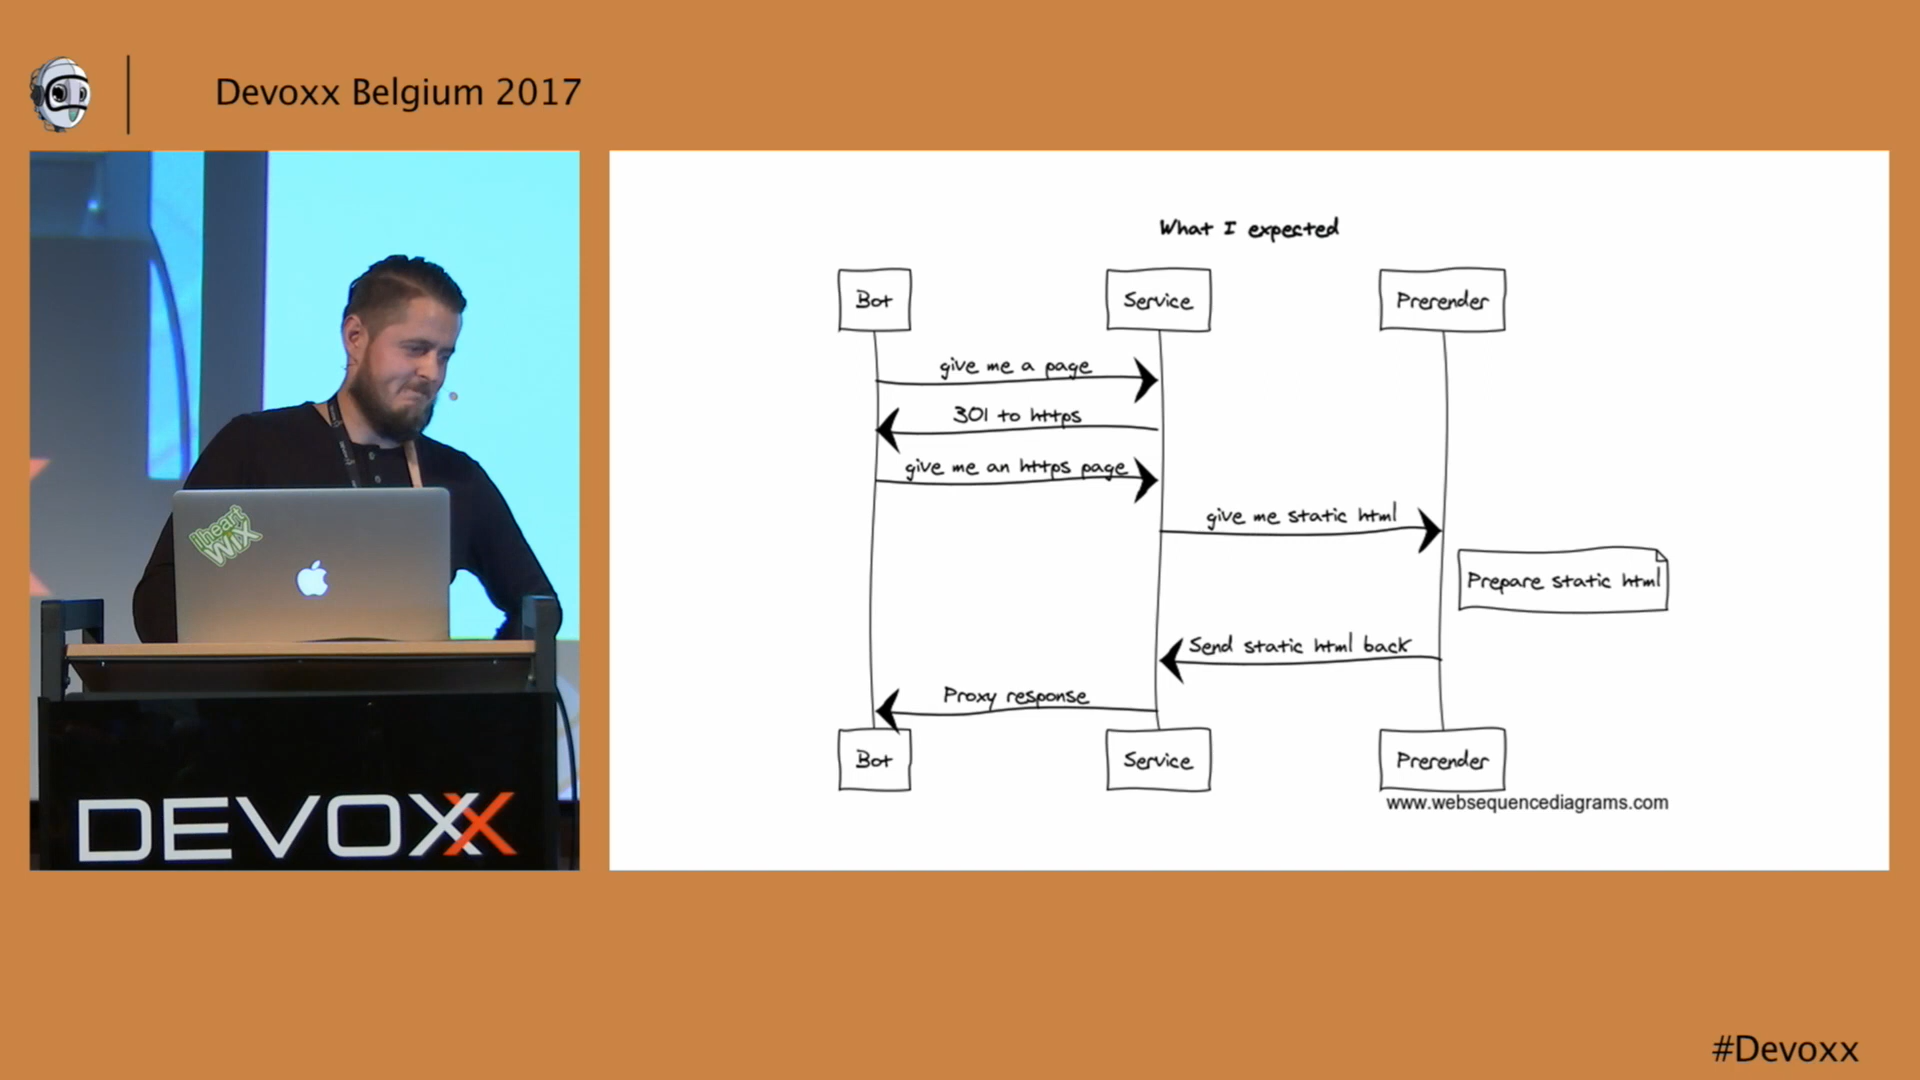 Devoxx Belgium 2017
iheart
WiX
DEVOXX
What I expected
Bot
Service
Prerender
give me a page
301 to https
give me an https page
give me static html
Prepare static html
Send static html back
Proxy response
Bot
Service
Prerender
www.websequencediagrams.com
#Devoxx